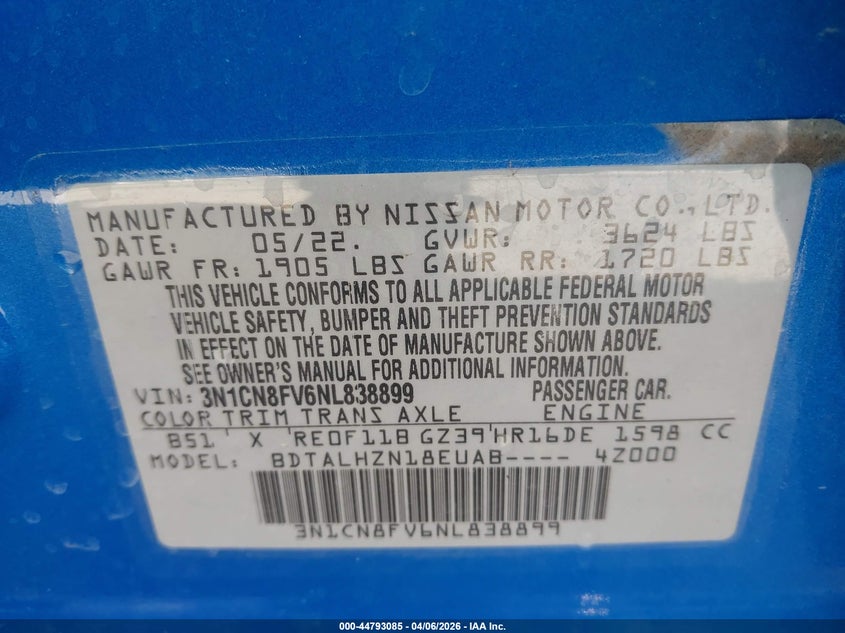 MANUFACTURED BY NISSAN MOTOR CO.,LTD.
DATE: 05/22. GVWR: 3624 LBS
GAWR FR: 1905 LBS GAWR RR: 1720 LBS
THIS VEHICLE CONFORMS TO ALL APPLICABLE FEDERAL MOTOR
VEHICLE SAFETY, BUMPER AND THEFT PREVENTION STANDARDS
IN EFFECT ON THE DATE OF MANUFACTURE SHOWN ABOVE.
SEE OWNER'S MANUAL FOR ADDITIONAL INFORMATION.
VIN: 3N1CN8FV6NL838899 PASSENGER CAR.
COLOR TRIM TRANS AXLE ENGINE
B51 ' X 'RE0F11B GZ39'HR16DE 1598 CC
MODEL: BDTALHZN18EUAB---- 4Z000
3N1CN8FV6NL838899
000-44793085 - 04/06/2026 - IAA Inc.